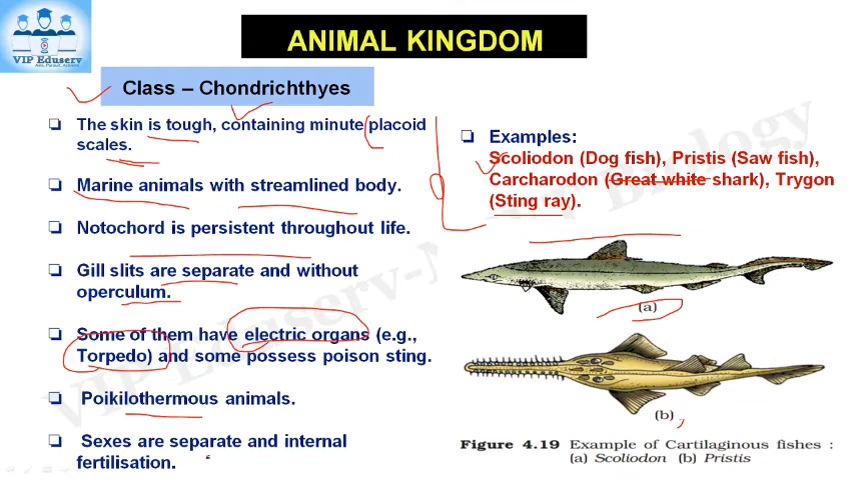 VIP Eduserv
ANIMAL KINGDOM
Class – Chondrichthyes
The skin is tough, containing minute placoid
scales.
Marine animals with streamlined body.
Notochord is persistent throughout life.
Gill slits are separate and without
operculum.
Some of them have electric organs (e.g.,
Torpedo) and some possess poison sting.
Poikilothermous animals.
Sexes are separate and internal
fertilisation.
Examples:
Scoliodon (Dog fish), Pristis (Saw fish),
Carcharodon (Great white shark), Trygon
(Sting ray).
(a)
(b)
Figure 4.19 Example of Cartilaginous fishes :
(a) Scoliodon (b) Pristis